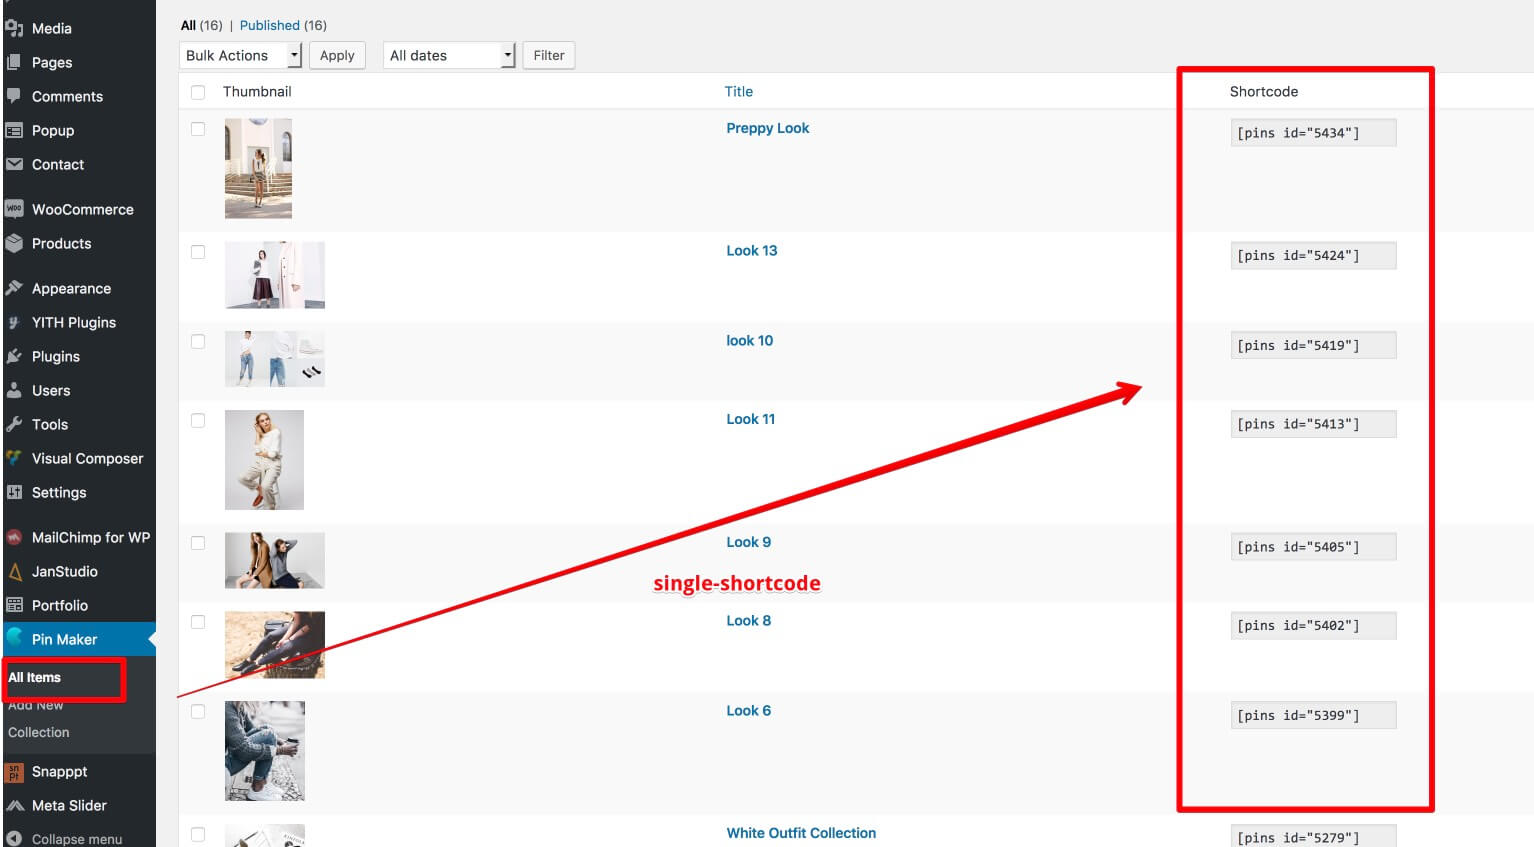 Media
Pages
Comments
Popup
Contact
WooCommerce
Products
Appearance
YITH Plugins
Plugins
Users
Tools
Visual Composer
Settings
MailChimp for WP
JanStudio
Portfolio
Pin Maker
All Items
Add New
Collection
Snapppt
Meta Slider
Collapse menu
All (16) | Published (16)
Bulk Actions Apply All dates Filter
Thumbnail Title Shortcode
Preppy Look [pins id="5434"]
Look 13 [pins id="5424"]
look 10 [pins id="5419"]
Look 11 [pins id="5413"]
Look 9 [pins id="5405"]
single-shortcode
Look 8 [pins id="5402"]
Look 6 [pins id="5399"]
White Outfit Collection [pins id="5279"]